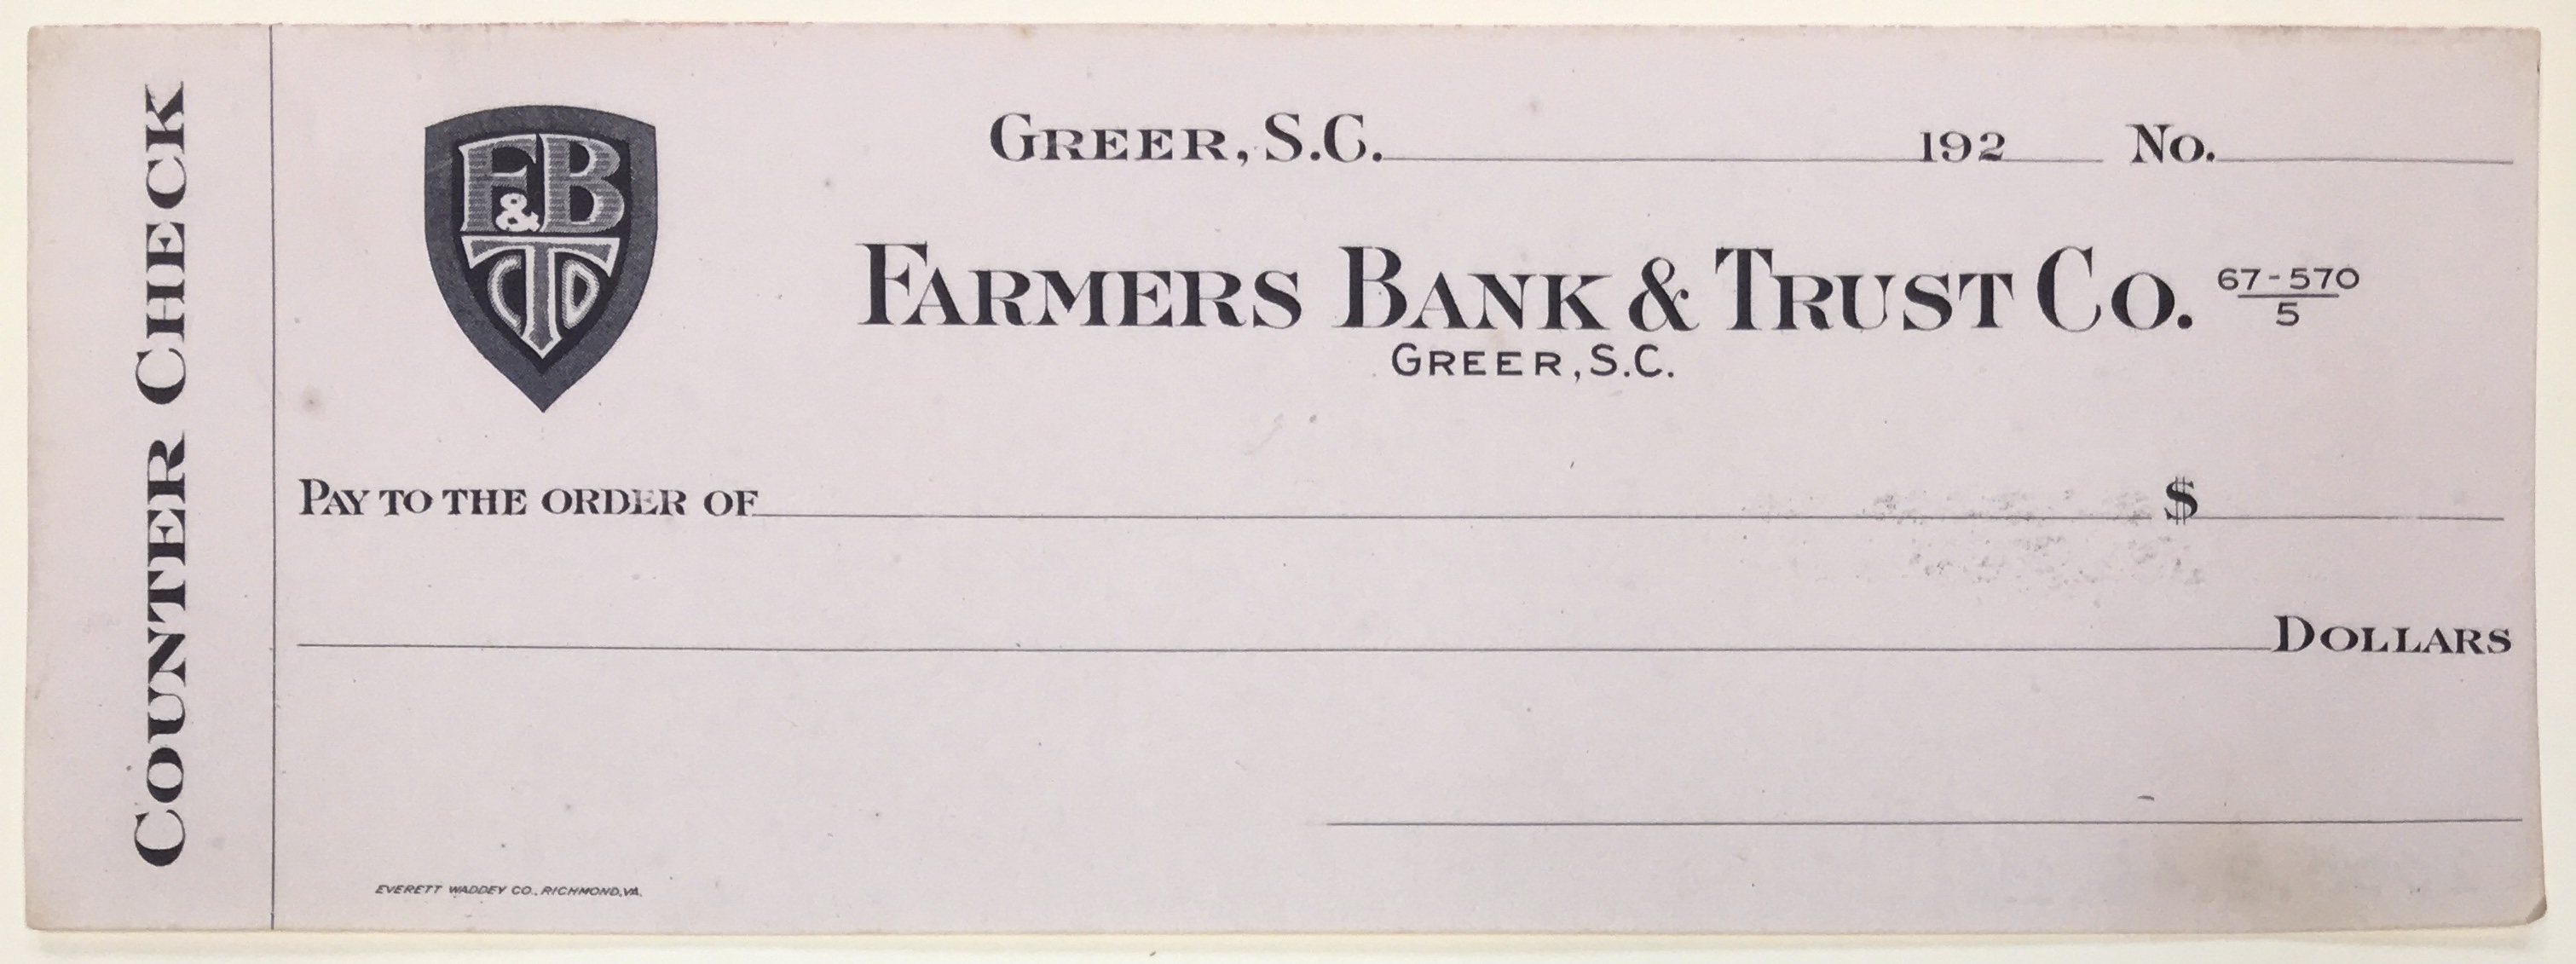 COUNTER CHECK
F&B
T
CO
GREER, S.C. 192 No.
FARMERS BANK & TRUST CO. 67-570
5
GREER, S.C.
PAY TO THE ORDER OF $
DOLLARS
EVERETT WADDEY CO., RICHMOND, VA.